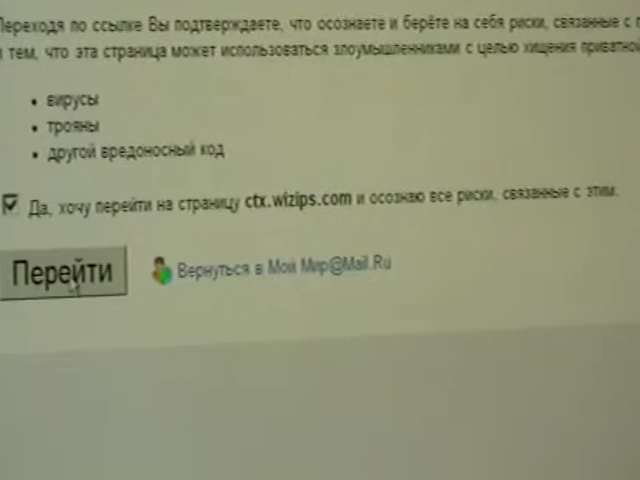 Переходя по ссылке Вы подтверждаете, что осознаете и берёте на себя риски, связанные с
тем, что эта страница может использоваться злоумышленниками с целью хищения приватной
вирусы
трояны
другой вредоносный код
Да, хочу перейти на страницу ctx.wizips.com и осознаю все риски, связанные с этим.
Перейти
Вернуться в Мой Мир@Mail.Ru